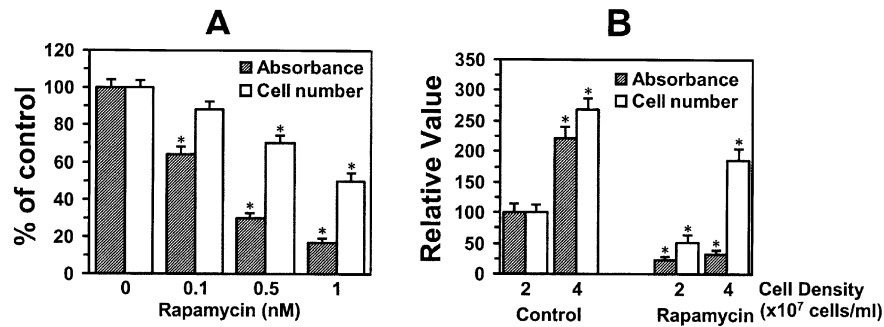 A
120
100
80
60
40
20
0
% of control
Absorbance
Cell number
*
*
*
*
*
0 0.1 0.5 1
Rapamycin (nM)
B
350
300
250
200
150
100
50
0
Relative Value
Absorbance
Cell number
*
*
*
*
*
*
2 4 2 4 Cell Density
Control Rapamycin (x10⁷ cells/ml)